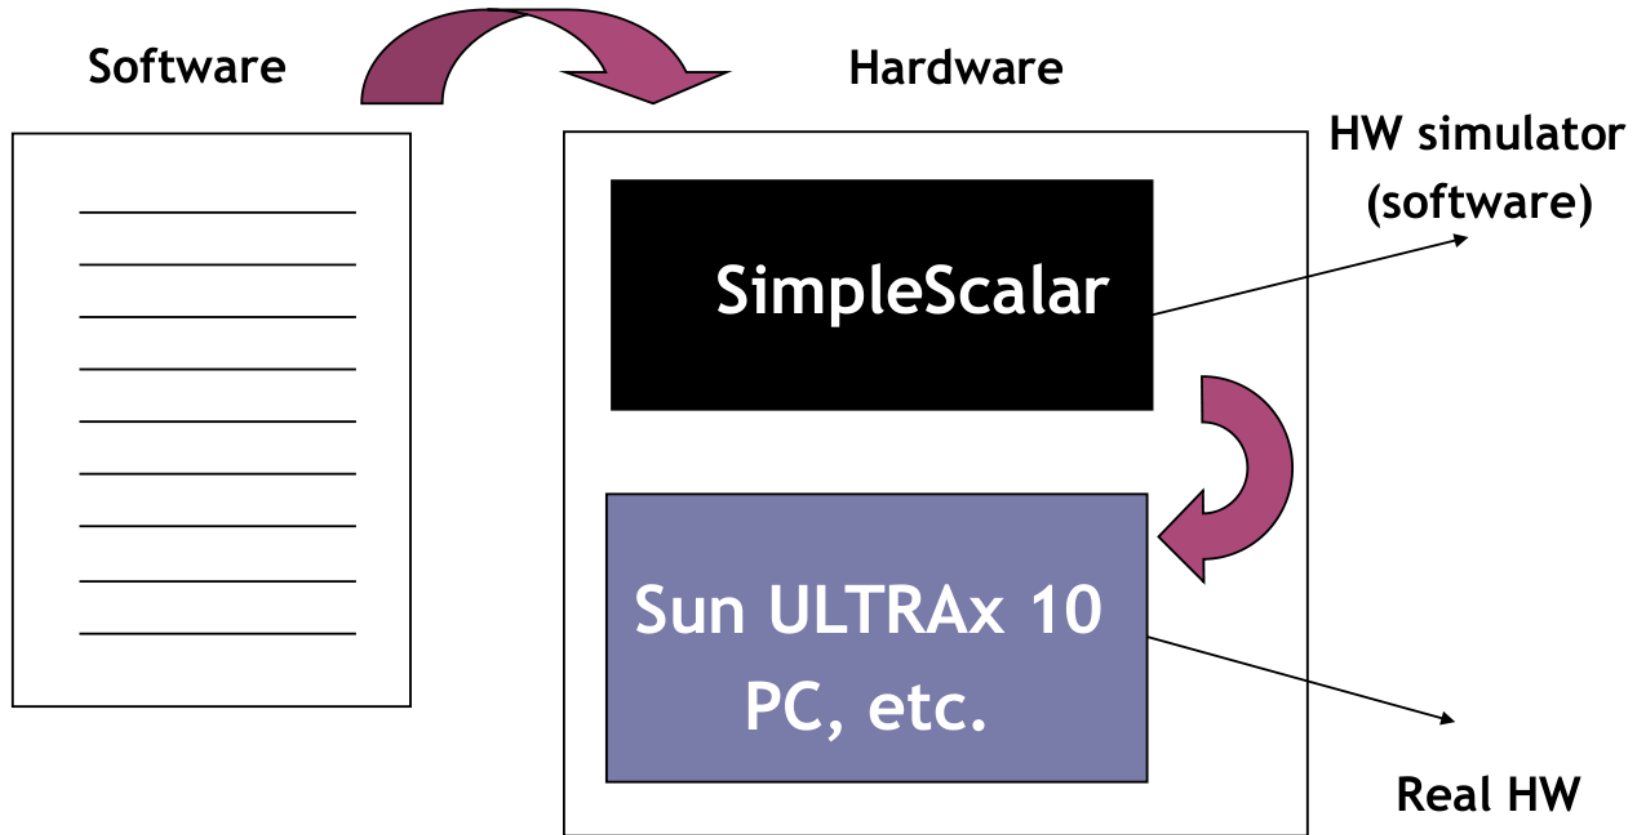 Software
Hardware
HW simulator
(software)
SimpleScalar
Sun ULTRAx 10
PC, etc.
Real HW